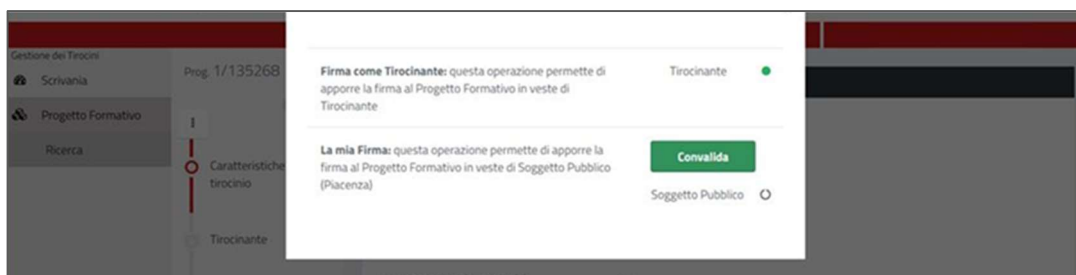 Gestione dei Tirocini
Scrivania
Progetto Formativo
Ricerca
Prog. 1/135268
Caratteristiche
tirocinio
Tirocinante
Firma come Tirocinante: questa operazione permette di
apporre la firma al Progetto Formativo in veste di
Tirocinante
Tirocinante
La mia Firma: questa operazione permette di apporre la
firma al Progetto Formativo in veste di Soggetto Pubblico
(Piacenza)
Convalida
Soggetto Pubblico